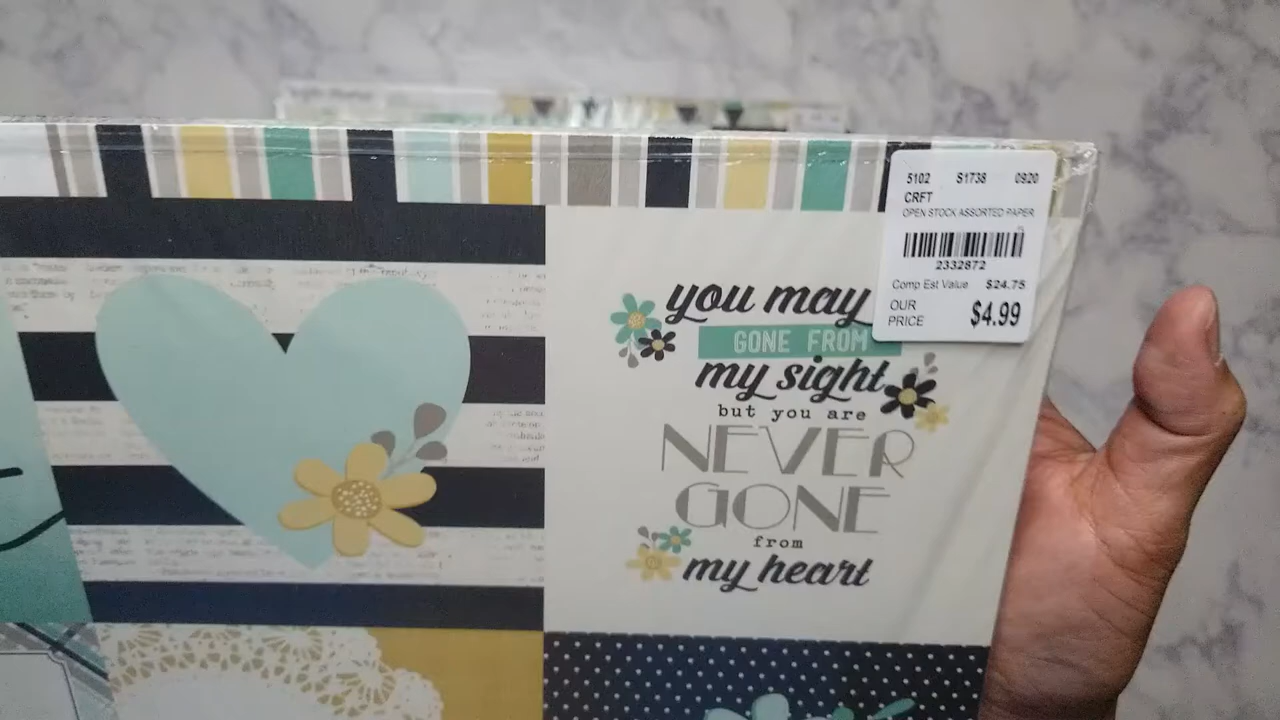 5102 S1738 0920
CRFT
OPEN STOCK ASSORTED PAPER
2332872
Comp Est Value $24.75
OUR PRICE $4.99
you may
GONE FROM
my sight
but you are
NEVER
GONE
from
my heart